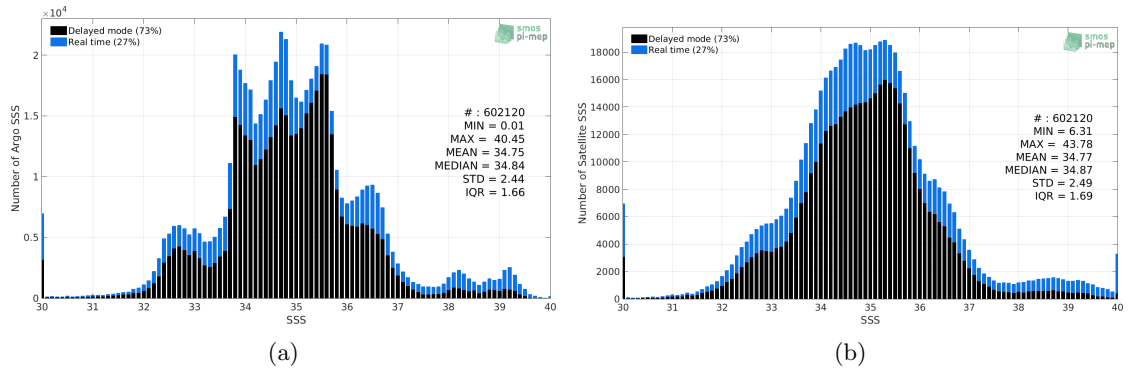 ×10⁴
Delayed mode (73%)
Real time (27%)
smos
pi-mep
# : 602120
MIN = 0.01
MAX = 40.45
MEAN = 34.75
MEDIAN = 34.84
STD = 2.44
IQR = 1.66
Number of Argo SSS
2
1.5
1
0.5
0
30 31 32 33 34 35 36 37 38 39 40
SSS
(a)
Delayed mode (73%)
Real time (27%)
smos
pi-mep
# : 602120
MIN = 6.31
MAX = 43.78
MEAN = 34.77
MEDIAN = 34.87
STD = 2.49
IQR = 1.69
Number of Satellite SSS
18000
16000
14000
12000
10000
8000
6000
4000
2000
0
30 31 32 33 34 35 36 37 38 39 40
SSS
(b)